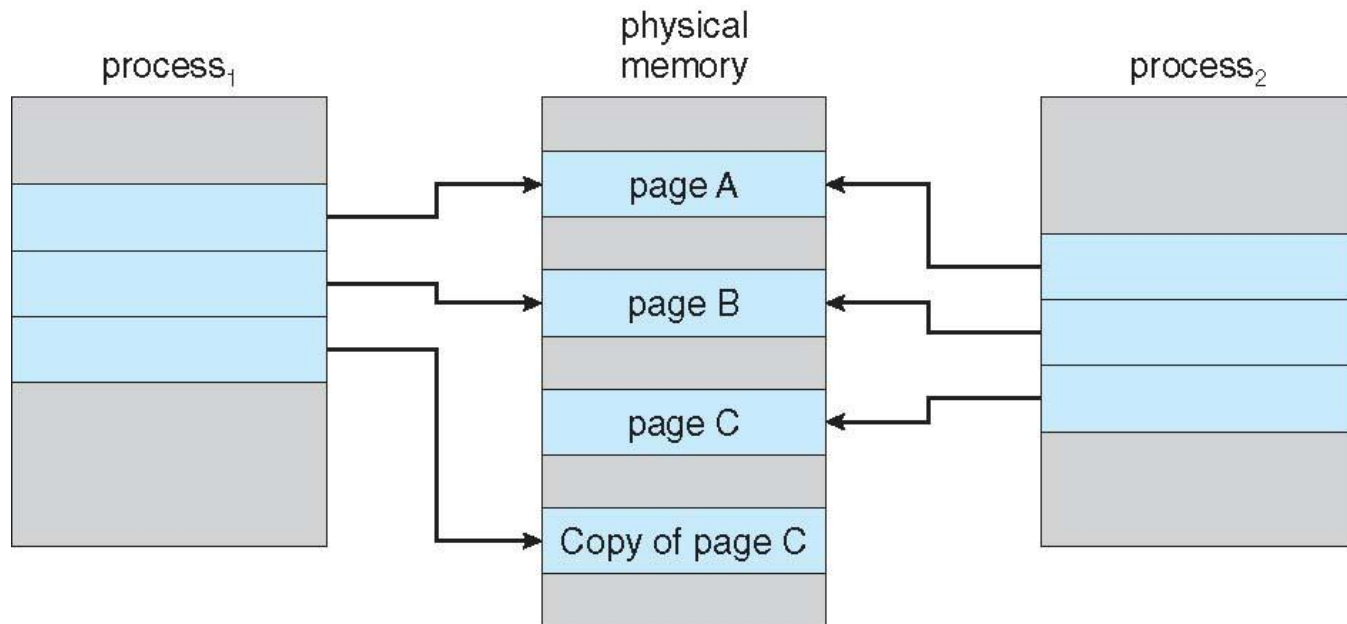 process₁
physical
memory
process₂
page A
page B
page C
Copy of page C